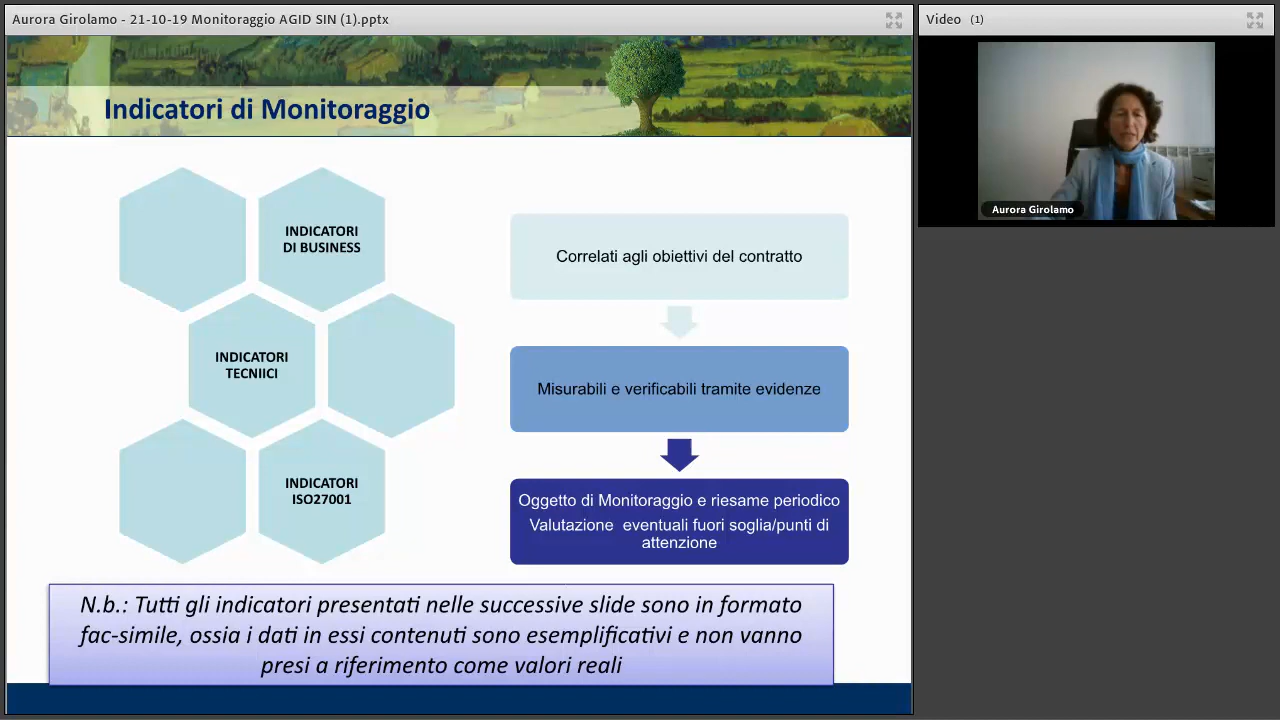 Aurora Girolamo - 21-10-19 Monitoraggio AGID SIN (1).pptx
Video (1)
Aurora Girolamo
Indicatori di Monitoraggio
INDICATORI
DI BUSINESS
INDICATORI
TECNIICI
INDICATORI
ISO27001
Correlati agli obiettivi del contratto
Misurabili e verificabili tramite evidenze
Oggetto di Monitoraggio e riesame periodico
Valutazione eventuali fuori soglia/punti di
attenzione
N.b.: Tutti gli indicatori presentati nelle successive slide sono in formato
fac-simile, ossia i dati in essi contenuti sono esemplificativi e non vanno
presi a riferimento come valori reali